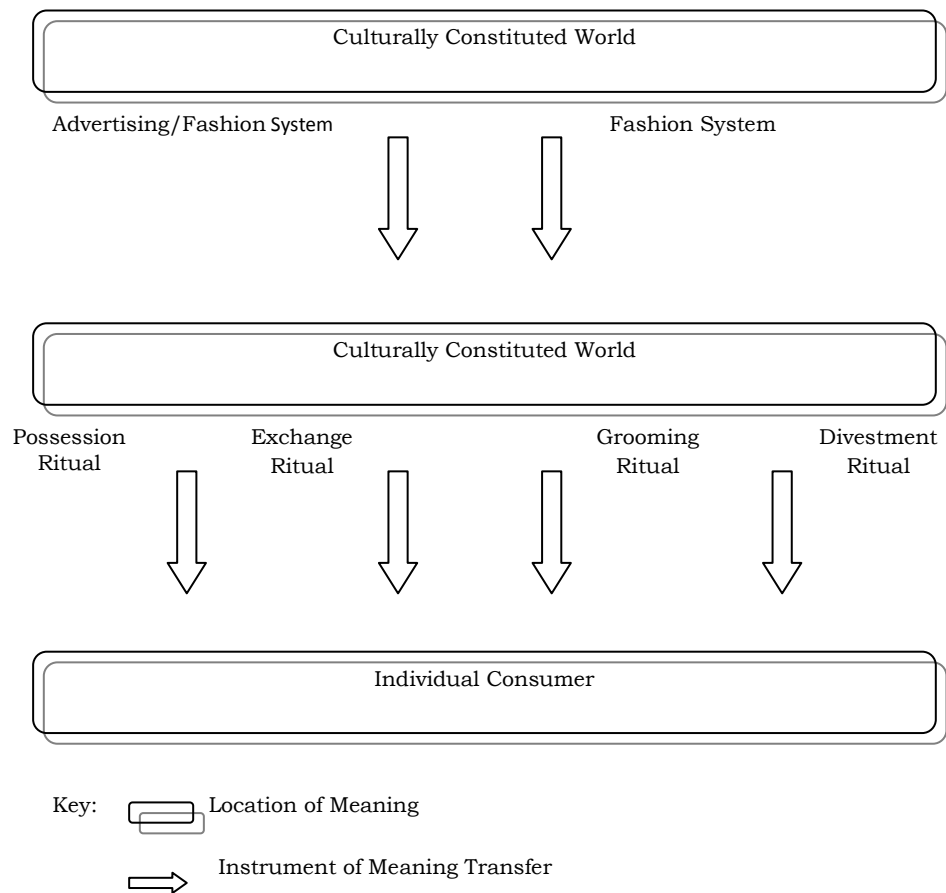 Culturally Constituted World
Advertising/Fashion System Fashion System
Culturally Constituted World
Possession Ritual
Exchange Ritual
Grooming Ritual
Divestment Ritual
Individual Consumer
Key: Location of Meaning
Instrument of Meaning Transfer